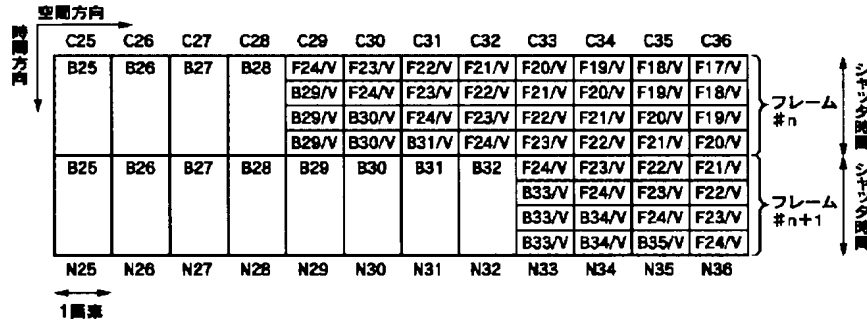 空間方向
時間方向
C25 C26 C27 C28 C29 C30 C31 C32 C33 C34 C35 C36
B25 B26 B27 B28 F24/V F23/V F22/V F21/V F20/V F19/V F18/V F17/V
B29/V F24/V F23/V F22/V F21/V F20/V F19/V F18/V
B29/V B30/V F24/V F23/V F22/V F21/V F20/V F19/V
B29/V B30/V B31/V F24/V F23/V F22/V F21/V F20/V
フレーム
#n
シャッタ時間
B25 B26 B27 B28 B29 B30 B31 B32 F24/V F23/V F22/V F21/V
B33/V F24/V F23/V F22/V
B33/V B34/V F24/V F23/V
B33/V B34/V B35/V F24/V
フレーム
#n+1
シャッタ時間
N25 N26 N27 N28 N29 N30 N31 N32 N33 N34 N35 N36
1画素